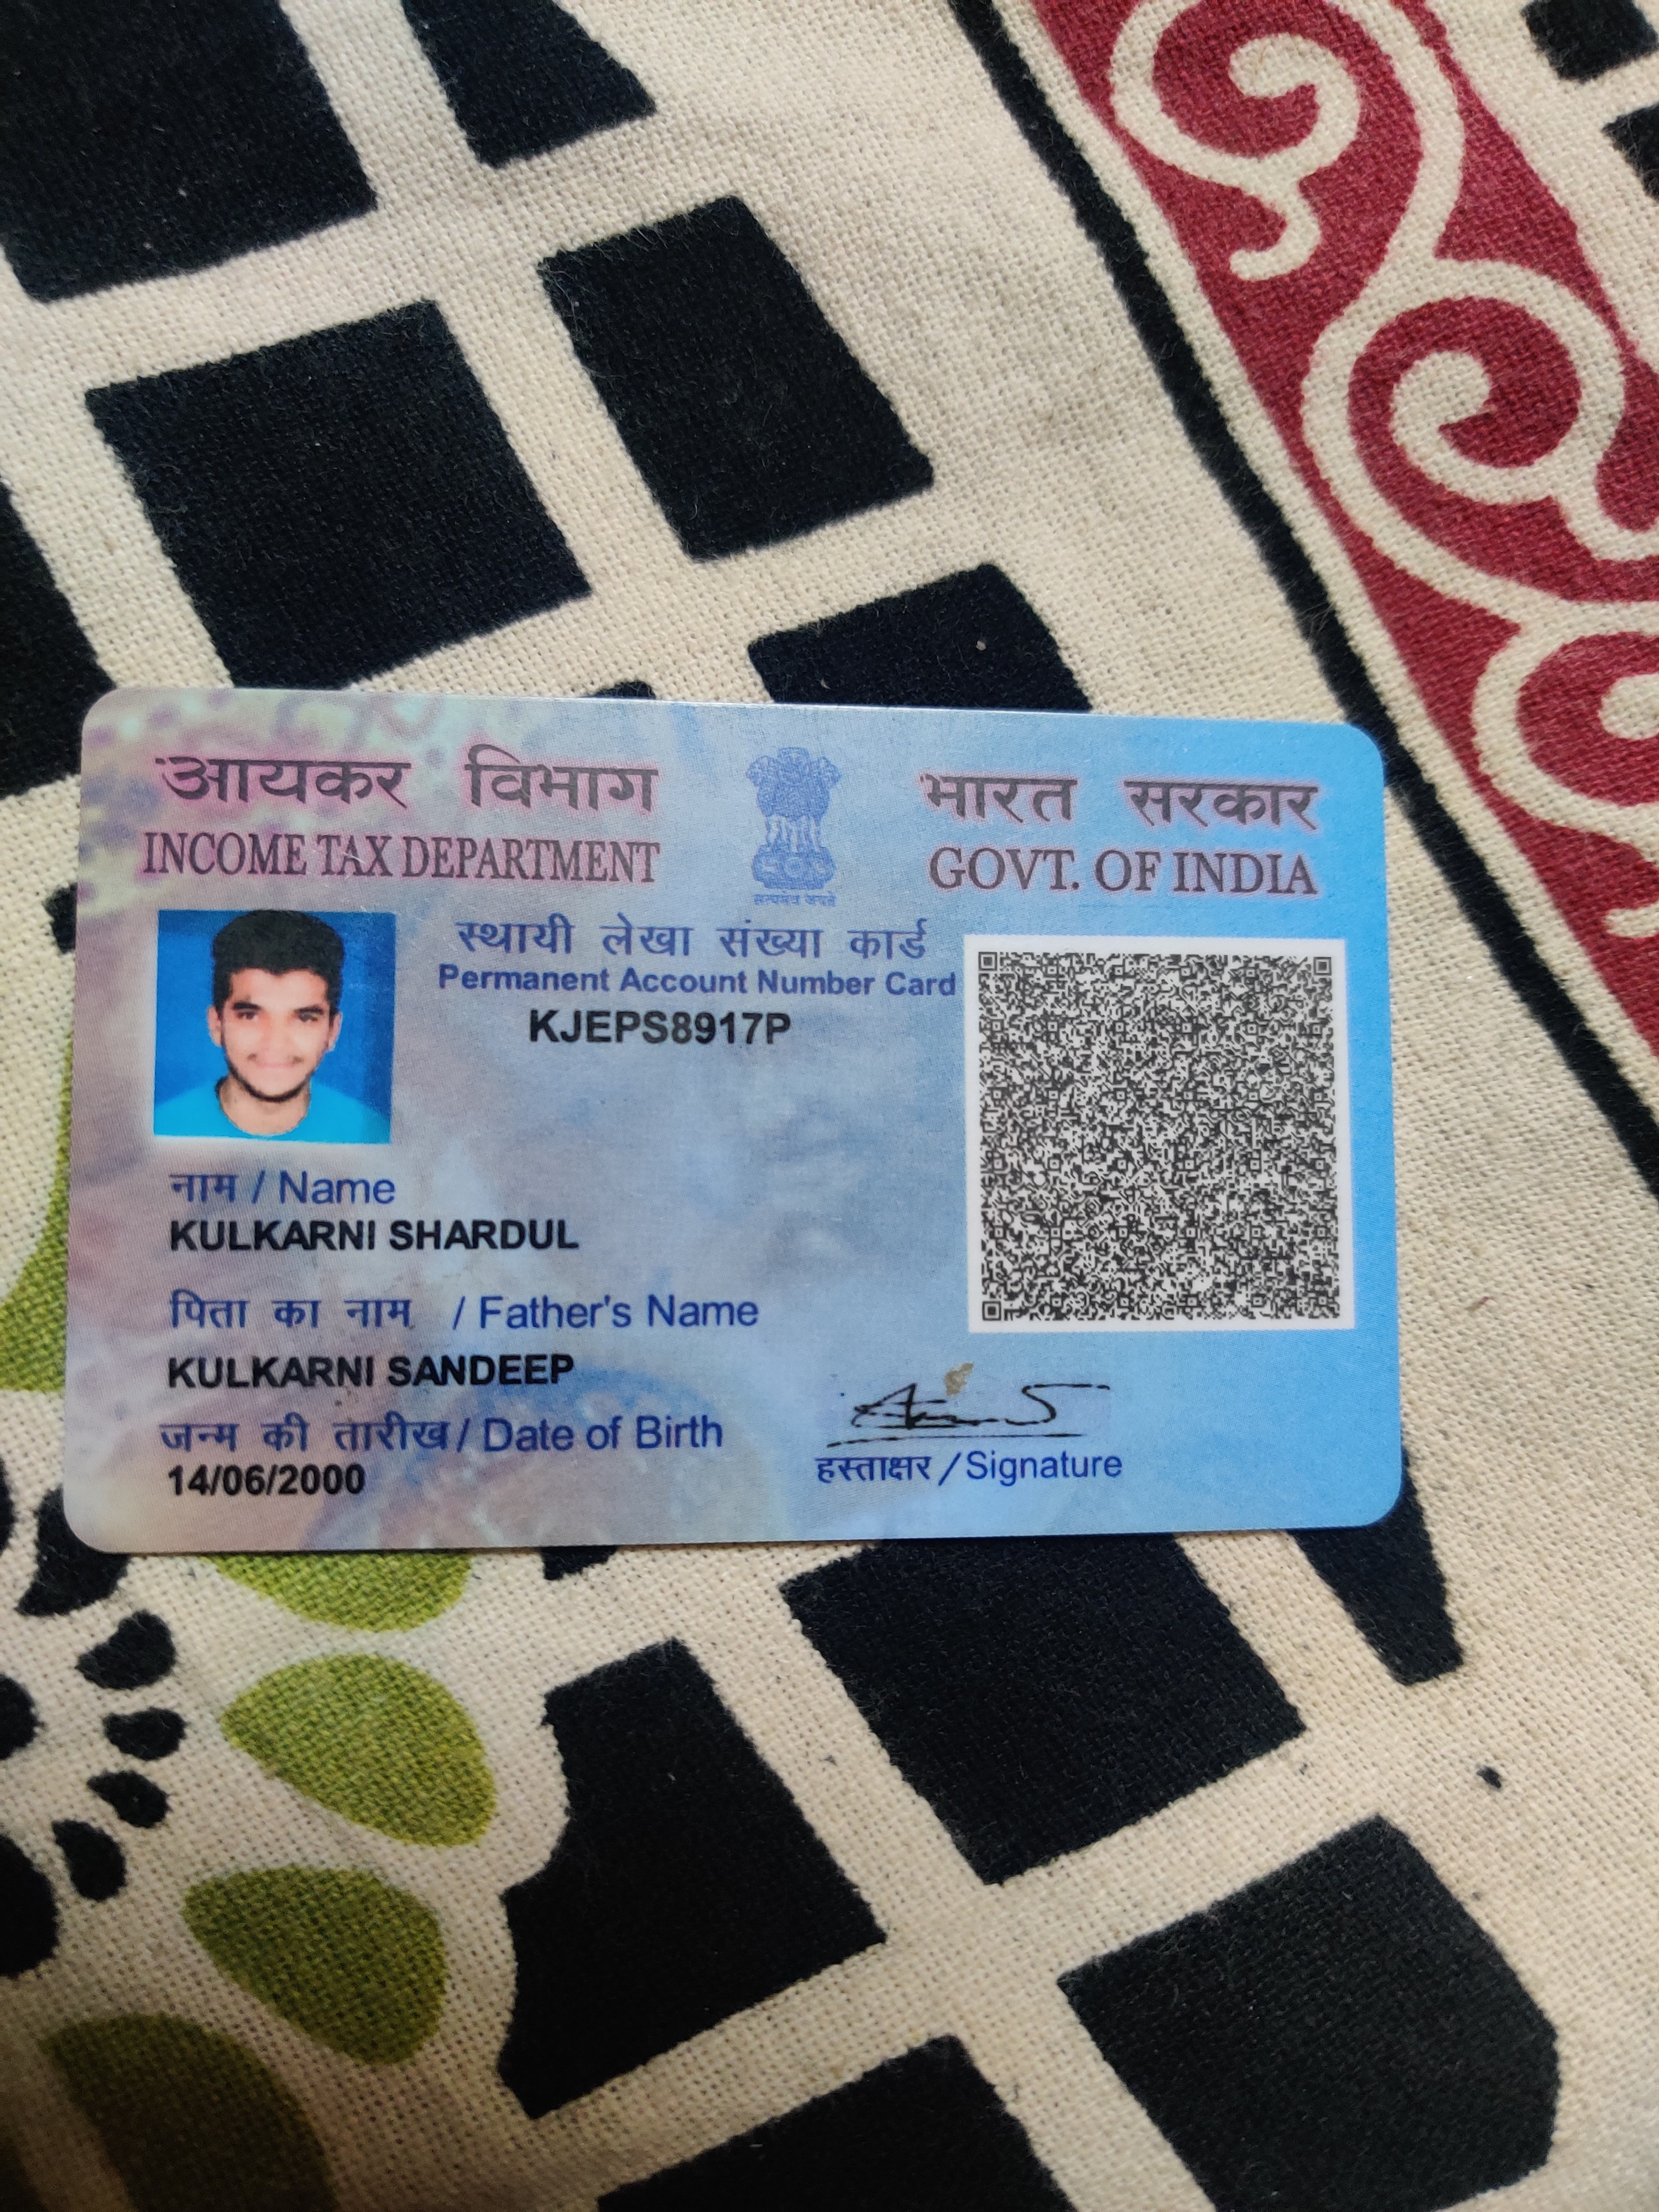 आयकर विभाग
INCOME TAX DEPARTMENT
सत्यमेव जयते
भारत सरकार
GOVT. OF INDIA
स्थायी लेखा संख्या कार्ड
Permanent Account Number Card
KJEPS8917P
नाम / Name
KULKARNI SHARDUL
पिता का नाम / Father's Name
KULKARNI SANDEEP
जन्म की तारीख / Date of Birth
14/06/2000
हस्ताक्षर / Signature